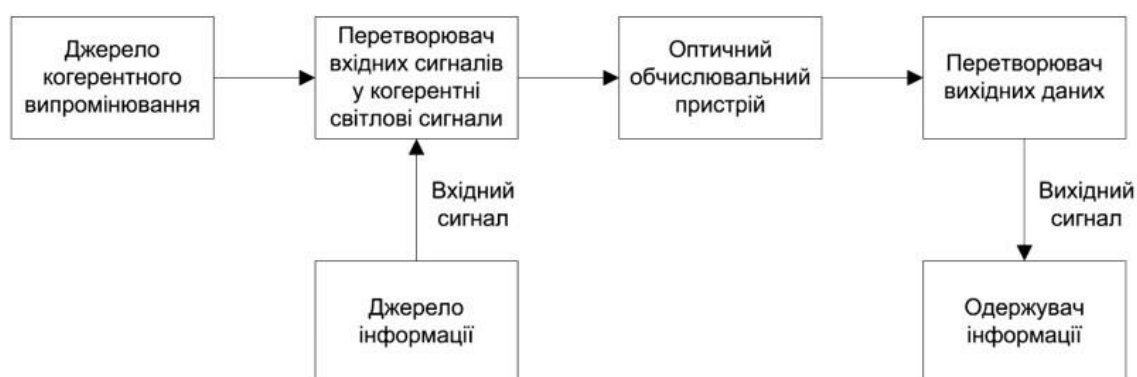 Джерело
когерентного
випромінювання
Перетворювач
вхідних сигналів
у когерентні
світлові сигнали
Оптичний
обчислювальний
пристрій
Перетворювач
вихідних даних
Вхідний
сигнал
Вихідний
сигнал
Джерело
інформації
Одержувач
інформації